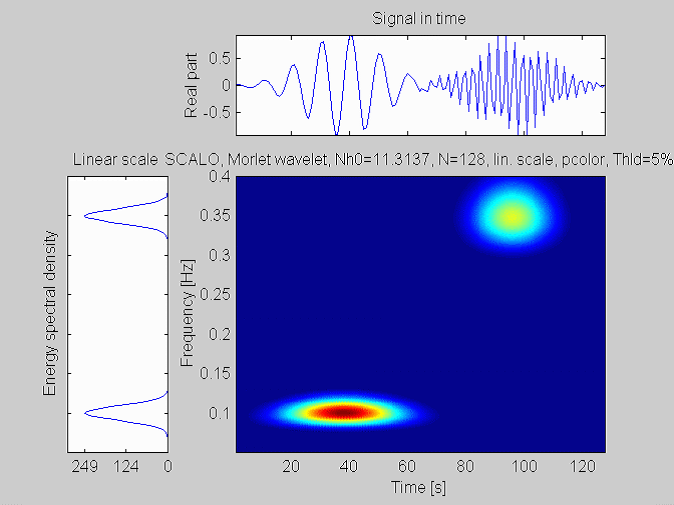 Signal in time
Real part
0.5
0
-0.5
Linear scale SCALO, Morlet wavelet, Nh0=11.3137, N=128, lin. scale, pcolor, Thld=5%
Energy spectral density
249 124 0
Frequency [Hz]
0.4
0.35
0.3
0.25
0.2
0.15
0.1
20 40 60 80 100 120
Time [s]